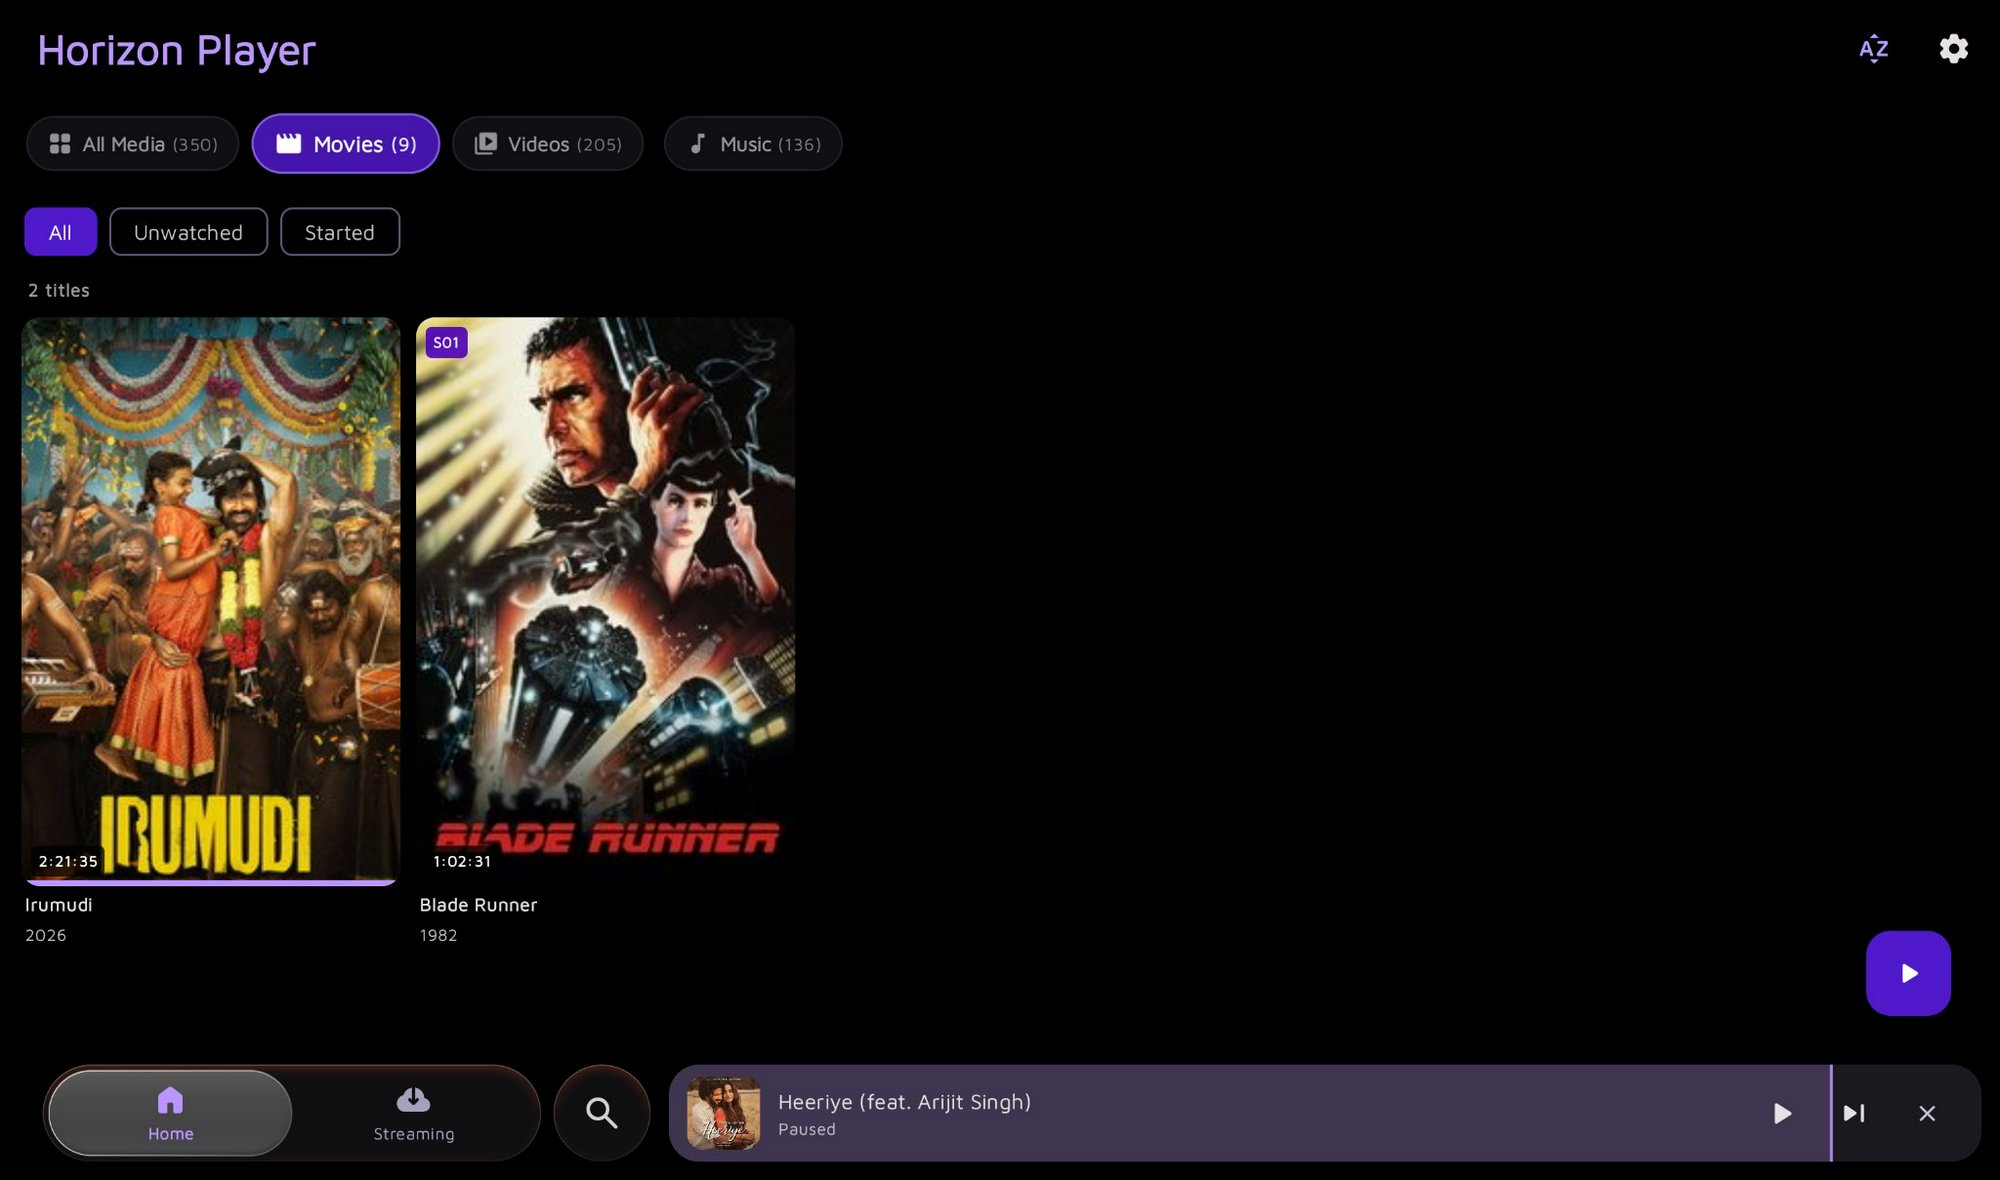 Horizon Player
AZ
All Media (350)
Movies (9)
Videos (205)
Music (136)
All
Unwatched
Started
2 titles
S01
IRUMUDI
2:21:35
BLADE RUNNER
1:02:31
Irumudi
2026
Blade Runner
1982
Home
Streaming
Heeriye
Heeriye (feat. Arijit Singh)
Paused